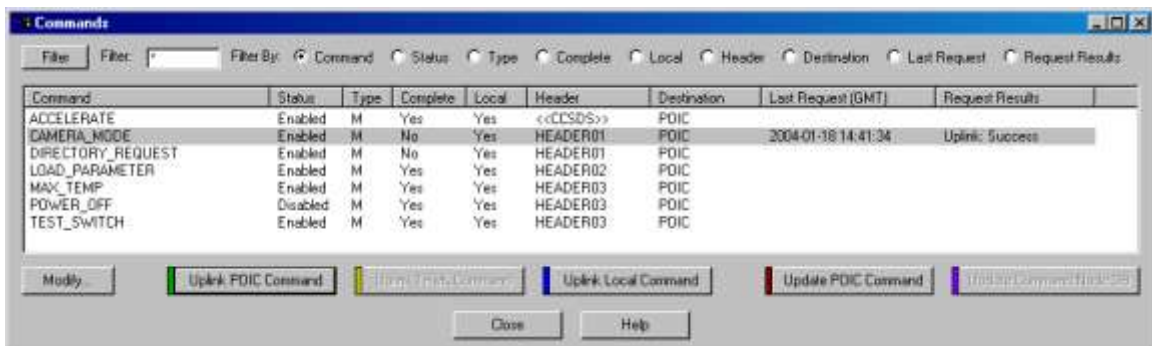 Commands
Filter Filter: * Filter By: Command Status Type Complete Local Header Destination Last Request Request Results
Command Status Type Complete Local Header Destination Last Request (GMT) Request Results
ACCELERATE Enabled M Yes Yes <<CCSDS>> POIC
CAMERA_MODE Enabled M No Yes HEADER01 POIC 2004-01-18 14:41:34 Uplink: Success
DIRECTORY_REQUEST Enabled M No Yes HEADER01 POIC
LOAD_PARAMETER Enabled M Yes Yes HEADER02 POIC
MAX_TEMP Enabled M Yes Yes HEADER03 POIC
POWER_OFF Disabled M Yes Yes HEADER03 POIC
TEST_SWITCH Enabled M Yes Yes HEADER03 POIC
Modify... Uplink POIC Command Uplink Local Command Update POIC Command
Close Help